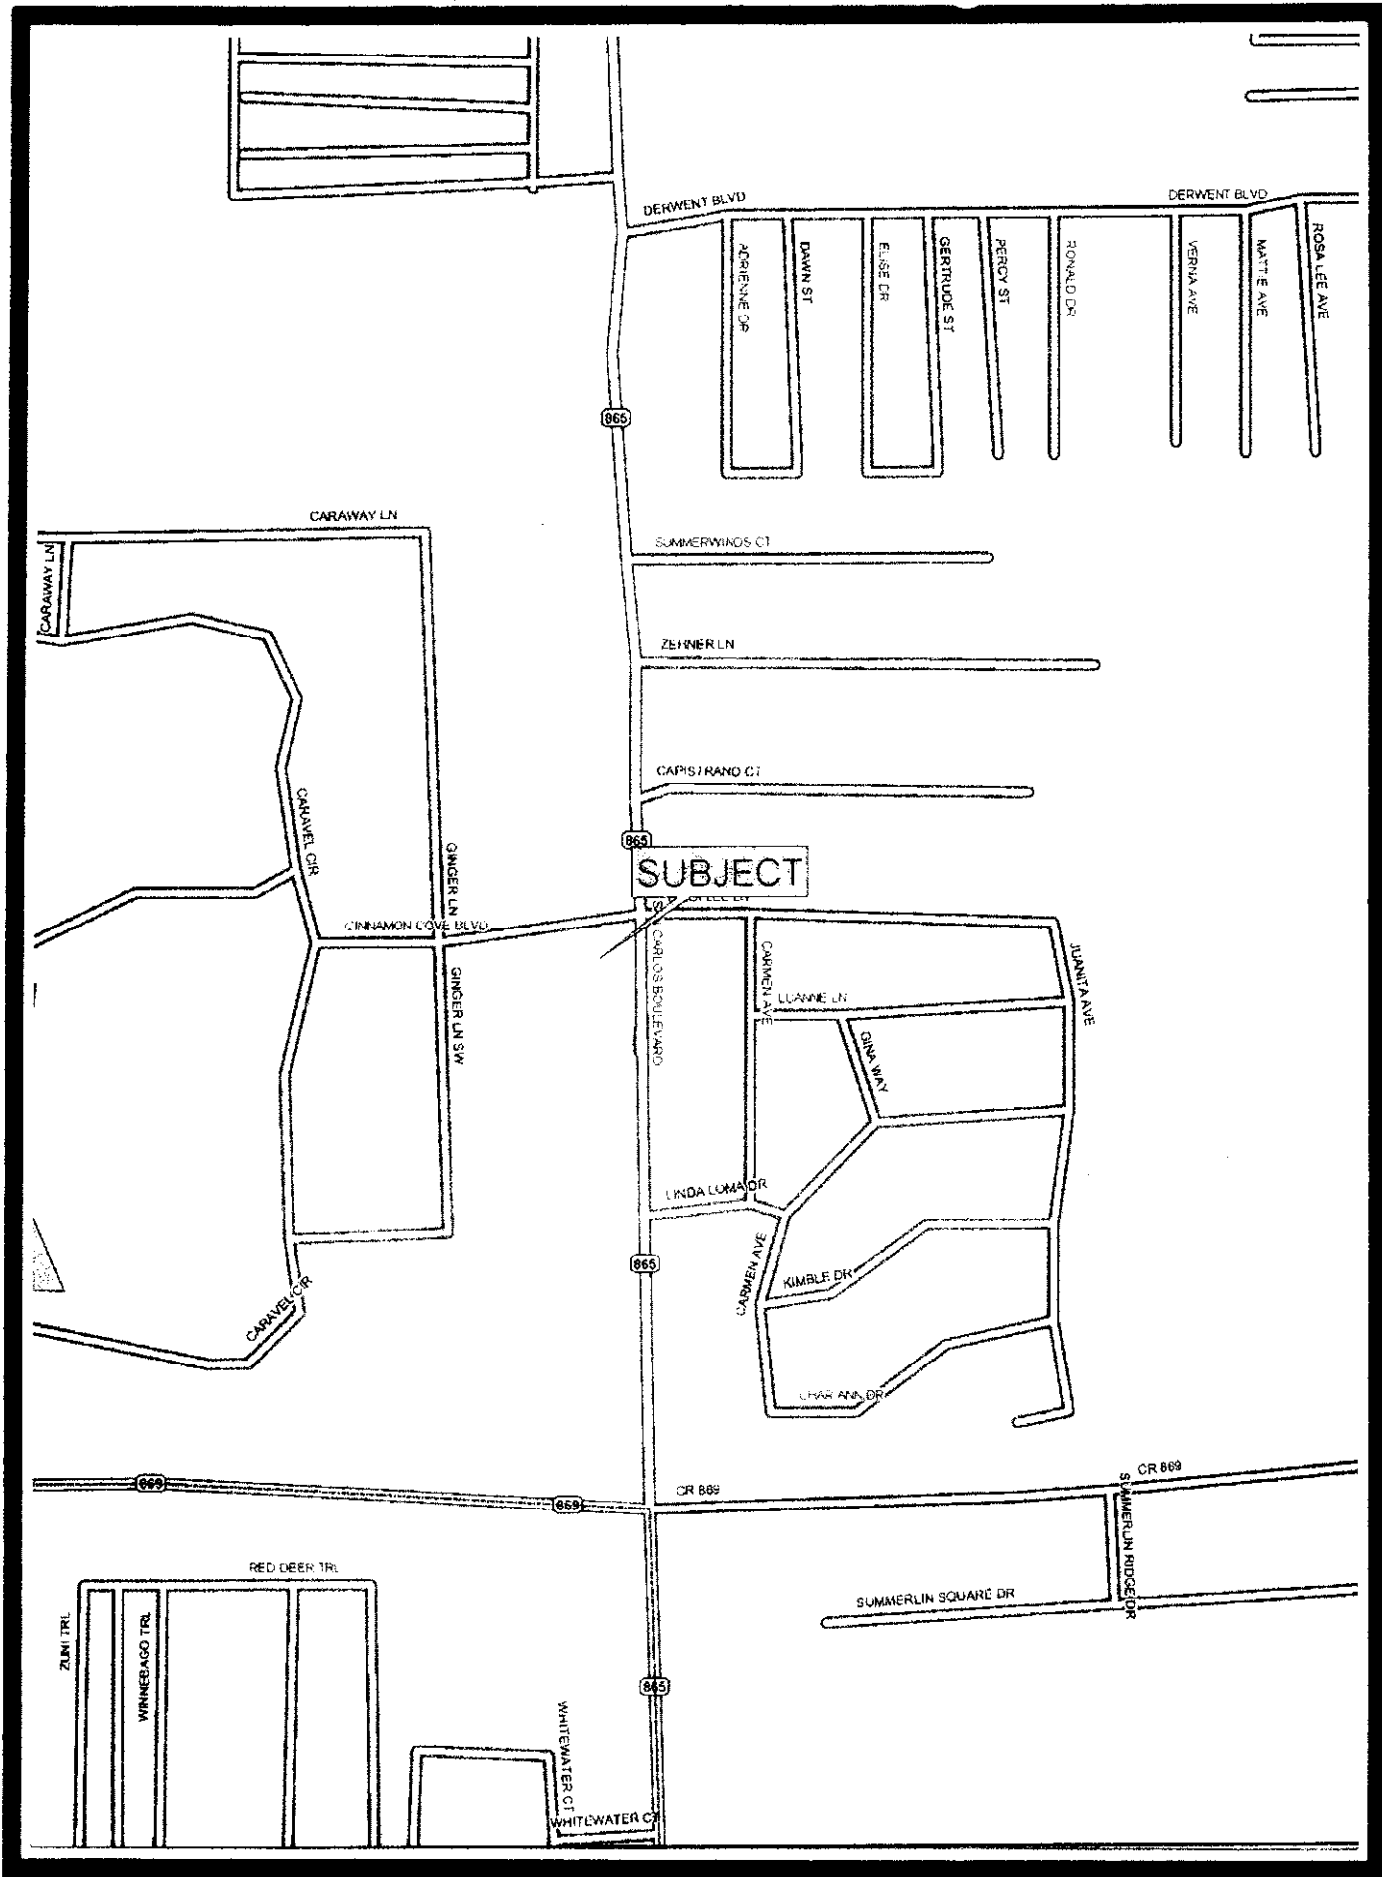 DERWENT BLVD
DERWENT BLVD
ADRIENNE DR
DAWN ST
ELISE DR
GERTRUDE ST
PERCY ST
RONALD DR
VERNA AVE
MATTIE AVE
ROSA LEE AVE
865
CARAWAY LN
CARAWAY LN
SUMMERWINDS CT
ZEHNER LN
CAPISTRANO CT
CARAVEL CIR
GINGER LN
865
SUBJECT
CINNAMON COVE BLVD
CARLOS BOULEVARD
CARMEN AVE
JUANITA AVE
GINGER LN SW
LUANNE LN
GINA WAY
LINDA LOMA DR
CARMEN AVE
865
KIMBLE DR
CARAVEL CIR
CHAR ANN DR
869
869
CR 869
CR 869
SUMMERLIN RIDGE DR
RED DEER TRL
SUMMERLIN SQUARE DR
ZUNI TRL
WINNEBAGO TRL
865
WHITEWATER CT
WHITEWATER CT